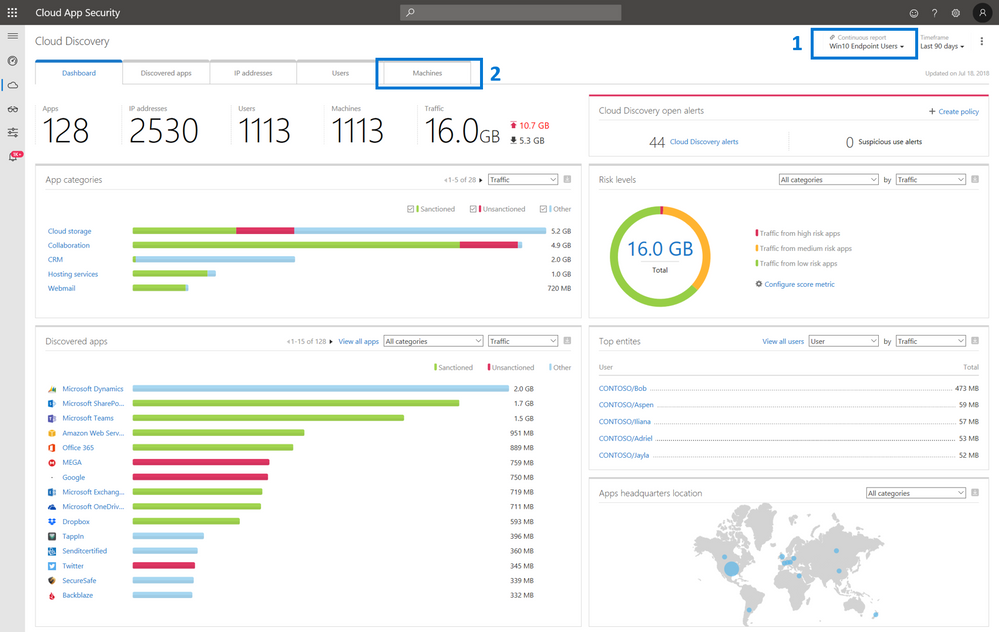 Cloud App Security
Cloud Discovery
1
Continuous report
Win10 Endpoint Users
Timeframe
Last 90 days
Dashboard
Discovered apps
IP addresses
Users
Machines
2
Updated on Jul 18, 2018
Apps
128
IP addresses
2530
Users
1113
Machines
1113
Traffic
16.0GB
10.7 GB
5.3 GB
Cloud Discovery open alerts
+ Create policy
44 Cloud Discovery alerts
0 Suspicious use alerts
App categories
1-5 of 28
Traffic
Sanctioned
Unsanctioned
Other
Cloud storage 5.2 GB
Collaboration 4.9 GB
CRM 2.0 GB
Hosting services 1.0 GB
Webmail 720 MB
Risk levels
All categories
by
Traffic
16.0 GB
Total
Traffic from high risk apps
Traffic from medium risk apps
Traffic from low risk apps
Configure score metric
Discovered apps
1-15 of 128
View all apps
All categories
Traffic
Sanctioned
Unsanctioned
Other
Microsoft Dynamics 2.0 GB
Microsoft SharePo... 1.7 GB
Microsoft Teams 1.5 GB
Amazon Web Serv... 951 MB
Office 365 889 MB
MEGA 759 MB
Google 750 MB
Microsoft Exchang... 719 MB
Microsoft OneDriv... 711 MB
Dropbox 593 MB
TappIn 396 MB
Senditcertified 360 MB
Twitter 345 MB
SecureSafe 339 MB
Backblaze 332 MB
Top entites
View all users
User
by
Traffic
User
Total
CONTOSO/Bob 473 MB
CONTOSO/Aspen 59 MB
CONTOSO/Iliana 57 MB
CONTOSO/Adriel 53 MB
CONTOSO/Jayla 52 MB
Apps headquarters location
All categories